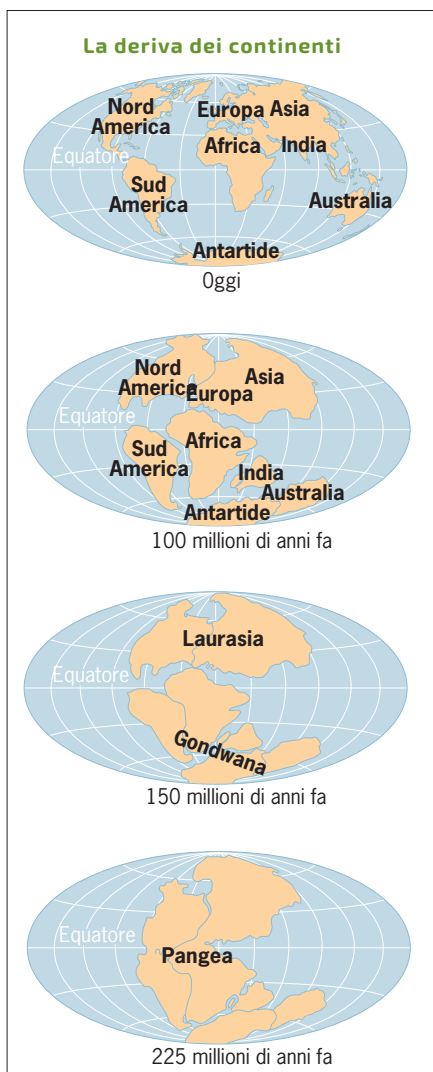 La deriva dei continenti
Nord
America
Europa
Asia
Equatore
Africa
India
Sud
America
Australia
Antartide
Oggi
Nord
America
Asia
Europa
Equatore
Sud
America
Africa
India
Australia
Antartide
100 millioni di anni fa
Laurasia
Equatore
Gondwana
150 millioni di anni fa
Equatore
Pangea
225 millioni di anni fa